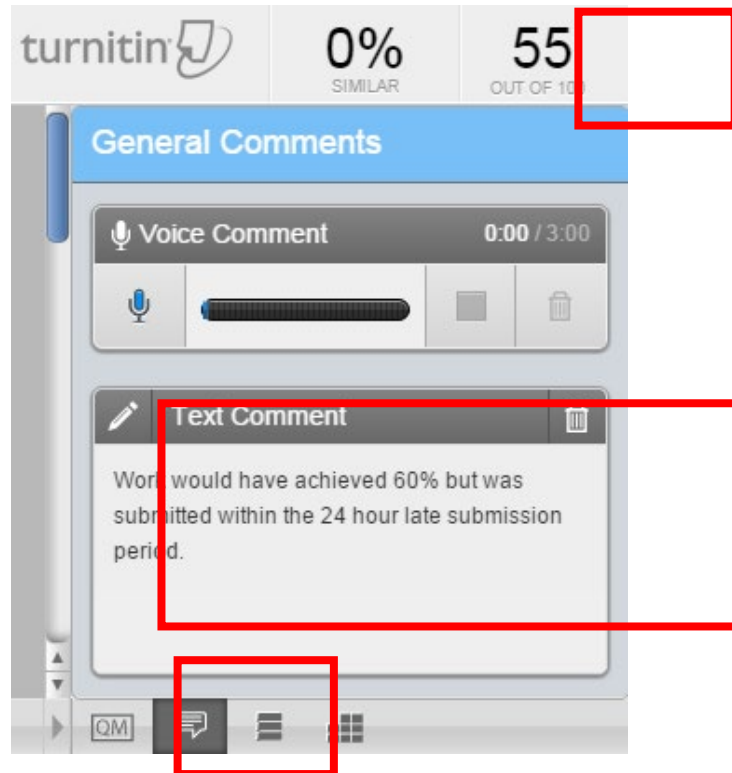 turnitin
0%
SIMILAR
55
OUT OF 100
General Comments
Voice Comment
0:00 / 3:00
Text Comment
Work would have achieved 60% but was
submitted within the 24 hour late submission
period.
QM